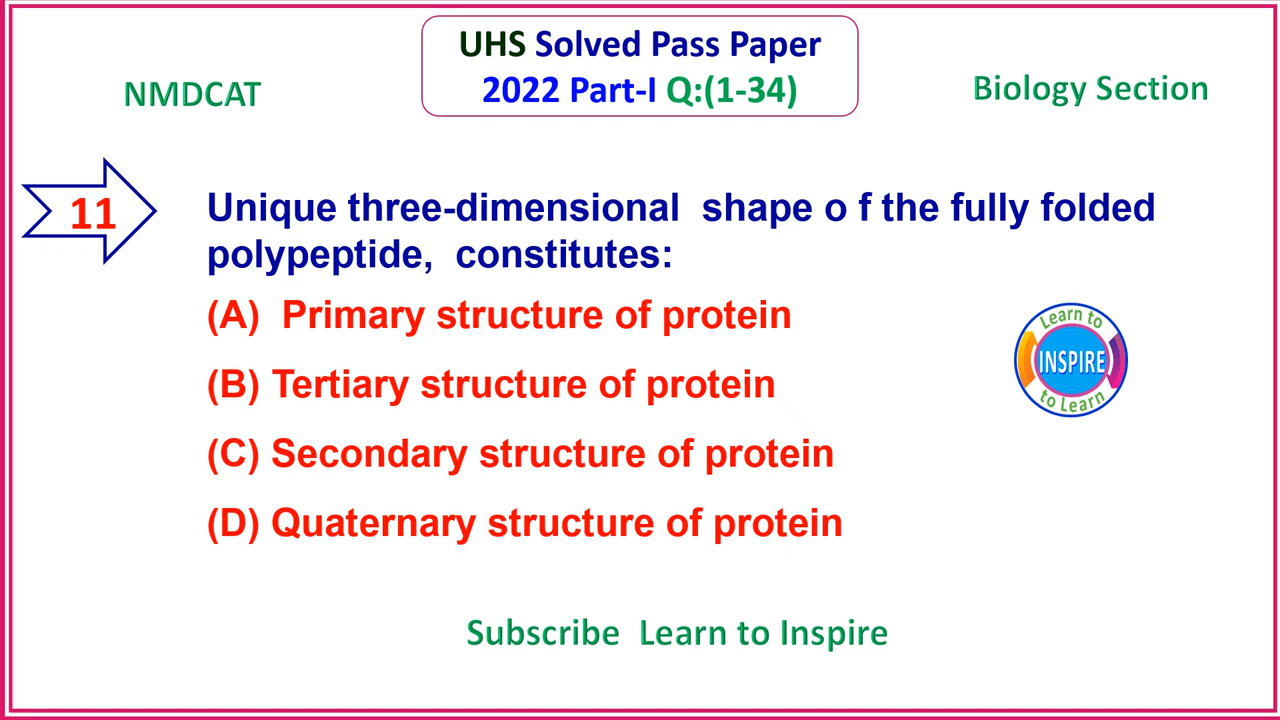 UHS Solved Pass Paper
2022 Part-I Q:(1-34)
NMDCAT
Biology Section
11
Unique three-dimensional shape o f the fully folded
polypeptide, constitutes:
(A) Primary structure of protein
(B) Tertiary structure of protein
(C) Secondary structure of protein
(D) Quaternary structure of protein
Learn to
INSPIRE
to Learn
Subscribe Learn to Inspire